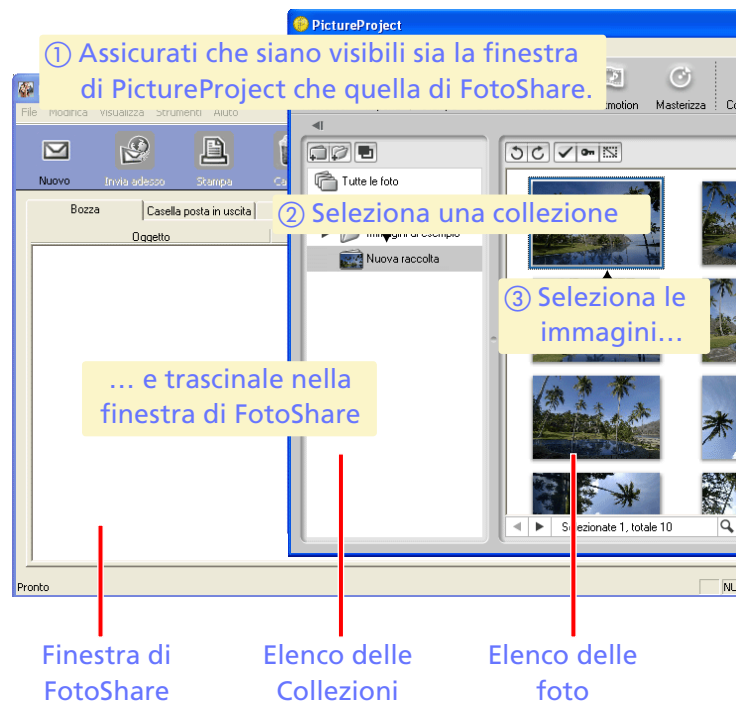 PictureProject
① Assicurati che siano visibili sia la finestra
di PictureProject che quella di FotoShare.
File Modifica Visualizza Strumenti Aiuto
Masterizza
Nuovo
Invia adesso
Stampa
Tutte le foto
Bozza
Casella posta in uscita
② Seleziona una collezione
Oggetto
Immagini di esempio
Nuova raccolta
③ Seleziona le
immagini...
... e trascinale nella
finestra di FotoShare
Selezionate 1, totale 10
Pronto
Finestra di
FotoShare
Elenco delle
Collezioni
Elenco delle
foto